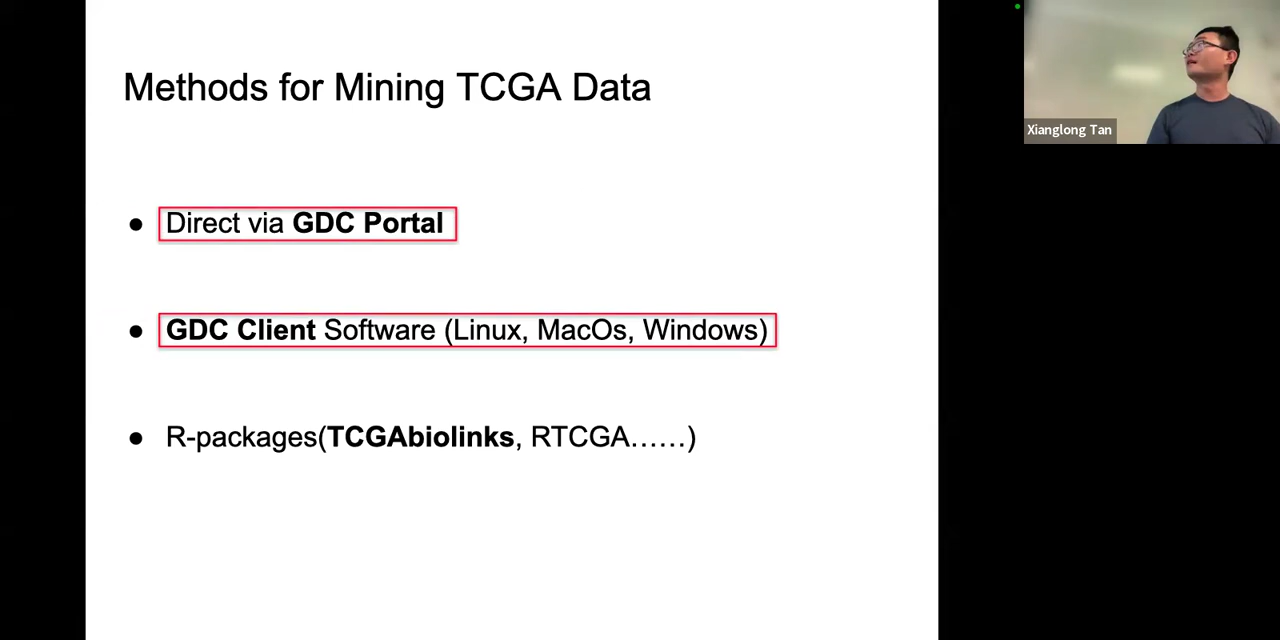 Methods for Mining TCGA Data
Xianglong Tan
● Direct via GDC Portal
● GDC Client Software (Linux, MacOs, Windows)
● R-packages(TCGAbiolinks, RTCGA……)